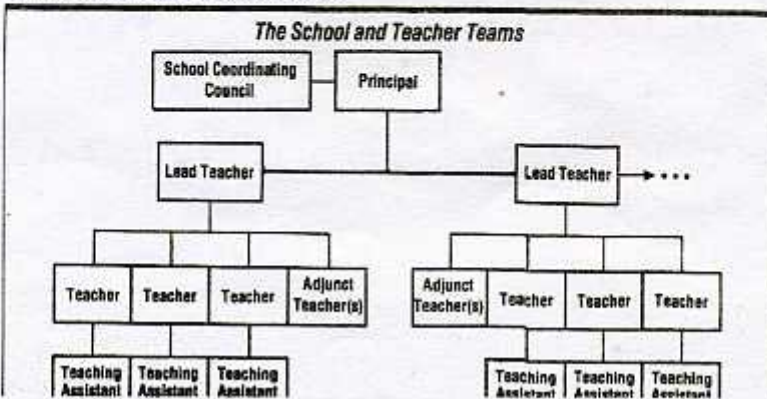 The School and Teacher Teams
School Coordinating
Council
Principal
Lead Teacher
Lead Teacher
Teacher
Teacher
Teacher
Adjunct
Teacher(s)
Adjunct
Teacher(s)
Teacher
Teacher
Teacher
Teaching
Assistant
Teaching
Assistant
Teaching
Assistant
Teaching
Assistant
Teaching
Assistant
Teaching
Assistant